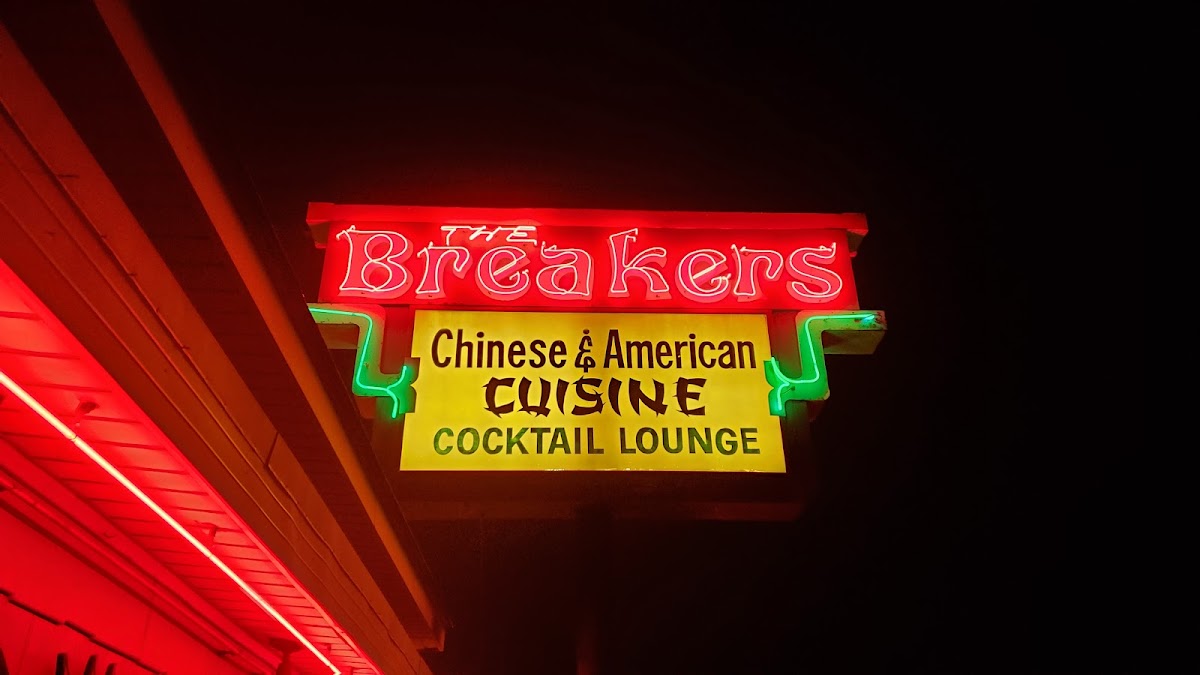 THE
Breakers
Chinese & American
CUISINE
COCKTAIL LOUNGE